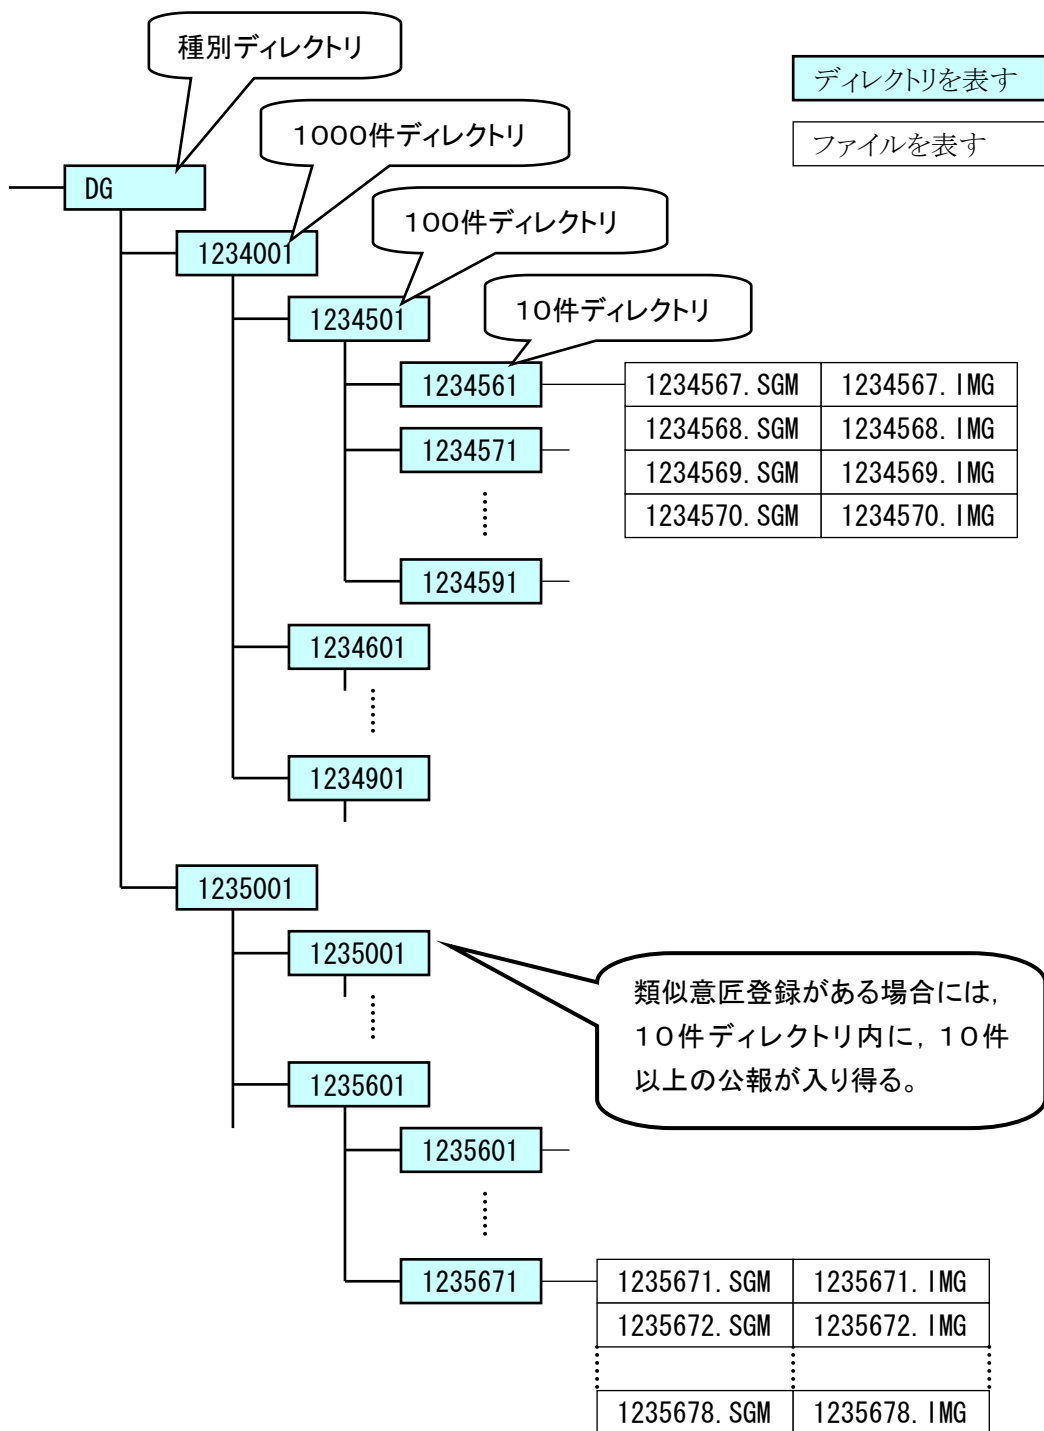 種別ディレクトリ
ディレクトリを表す
1000件ディレクトリ
ファイルを表す
DG
100件ディレクトリ
1234001
10件ディレクトリ
1234501
1234561
1234567.SGM 1234567.IMG
1234568.SGM 1234568.IMG
1234571
1234569.SGM 1234569.IMG
1234570.SGM 1234570.IMG
1234591
1234601
1234901
1235001
1235001
類似意匠登録がある場合には,
10件ディレクトリ内に,10件
以上の公報が入り得る。
1235601
1235601
1235671
1235671.SGM 1235671.IMG
1235672.SGM 1235672.IMG
1235678.SGM 1235678.IMG